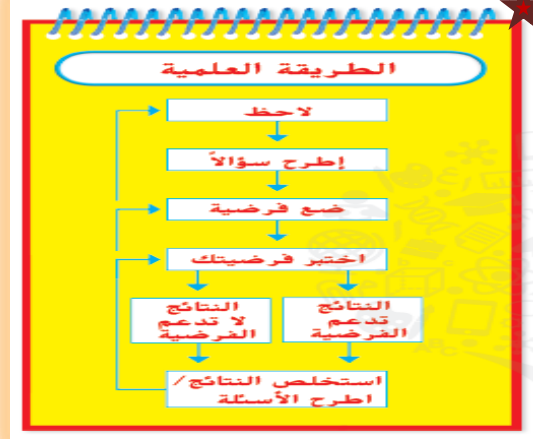 الطريقة العلمية
لاحظ
إطرح سؤالاً
ضع فرضية
اختبر فرضيتك
النتائج
تدعم
الفرضية
النتائج
لا تدعم
الفرضية
استخلص النتائج/
اطرح الأسئلة